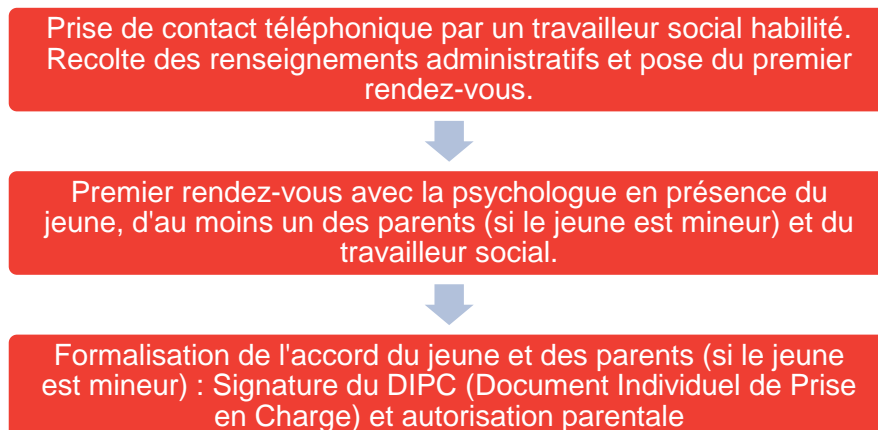 Prise de contact téléphonique par un travailleur social habilité.
Recolte des renseignements administratifs et pose du premier
rendez-vous.
Premier rendez-vous avec la psychologue en présence du
jeune, d'au moins un des parents (si le jeune est mineur) et du
travailleur social.
Formalisation de l'accord du jeune et des parents (si le jeune
est mineur) : Signature du DIPC (Document Individuel de Prise
en Charge) et autorisation parentale